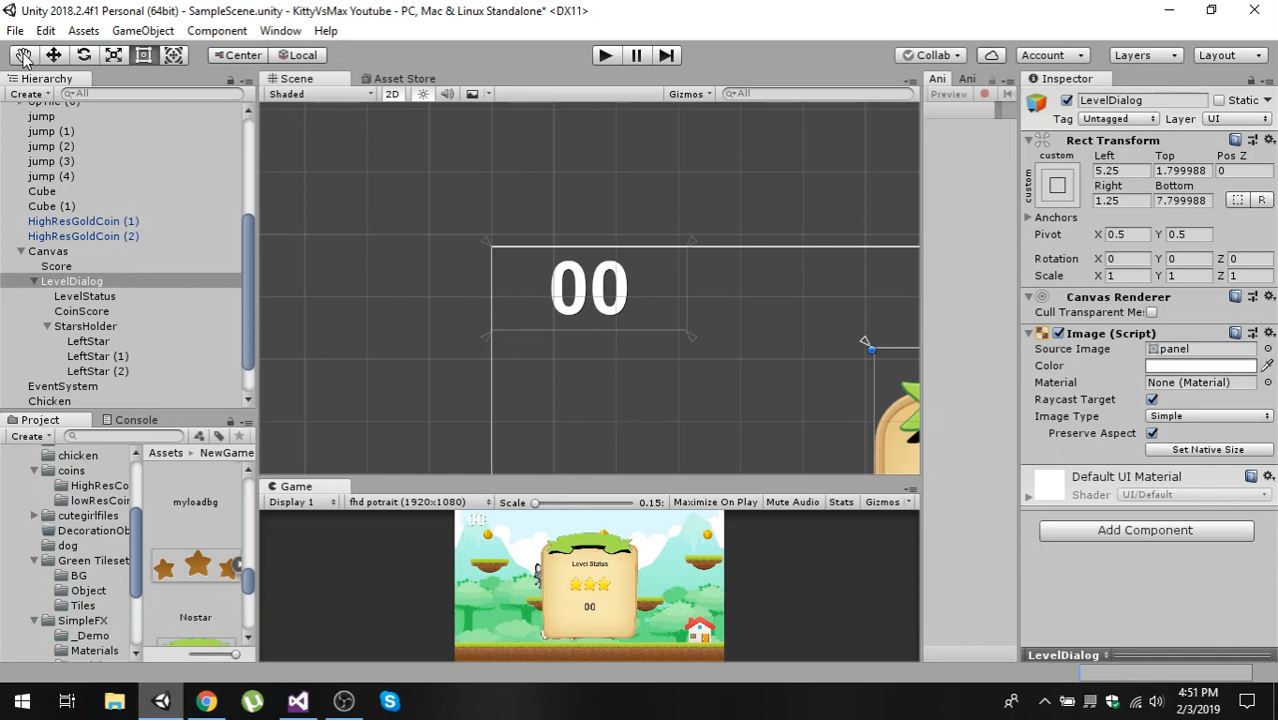 Unity 2018.2.4f1 Personal (64bit) - SampleScene.unity - KittyVsMax Youtube - PC, Mac & Linux Standalone* <DX11>
File Edit Assets GameObject Component Window Help
Center Local Collab Account Layers Layout
Hierarchy
Create All
jump
jump (1)
jump (2)
jump (3)
jump (4)
Cube
Cube (1)
HighResGoldCoin (1)
HighResGoldCoin (2)
Canvas
Score
LevelDialog
LevelStatus
CoinScore
StarsHolder
LeftStar
LeftStar (1)
LeftStar (2)
EventSystem
Chicken
Scene Asset Store
Shaded 2D Gizmos All
00
Ani Ani
Preview
Inspector
LevelDialog Static
Tag Untagged Layer UI
Rect Transform
custom Left Top Pos Z
custom 5.25 1.799988 0
Right Bottom
1.25 7.799988 R
Anchors
Pivot X 0.5 Y 0.5
Rotation X 0 Y 0 Z 0
Scale X 1 Y 1 Z 1
Canvas Renderer
Cull Transparent Me
Image (Script)
Source Image panel
Color
Material None (Material)
Raycast Target
Image Type Simple
Preserve Aspect
Set Native Size
Default UI Material
Shader UI/Default
Add Component
LevelDialog
Project Console
Create
Assets NewGame
chicken
coins
HighResCo
lowResCoin
cutegirlfiles
DecorationOb
dog
Green Tileset
BG
Object
Tiles
SimpleFX
_Demo
Materials
myloadbg
Nostar
Game
Display 1 fhd potrait (1920x1080) Scale 0.15: Maximize On Play Mute Audio Stats Gizmos
Level Status
00
4:51 PM
2/3/2019